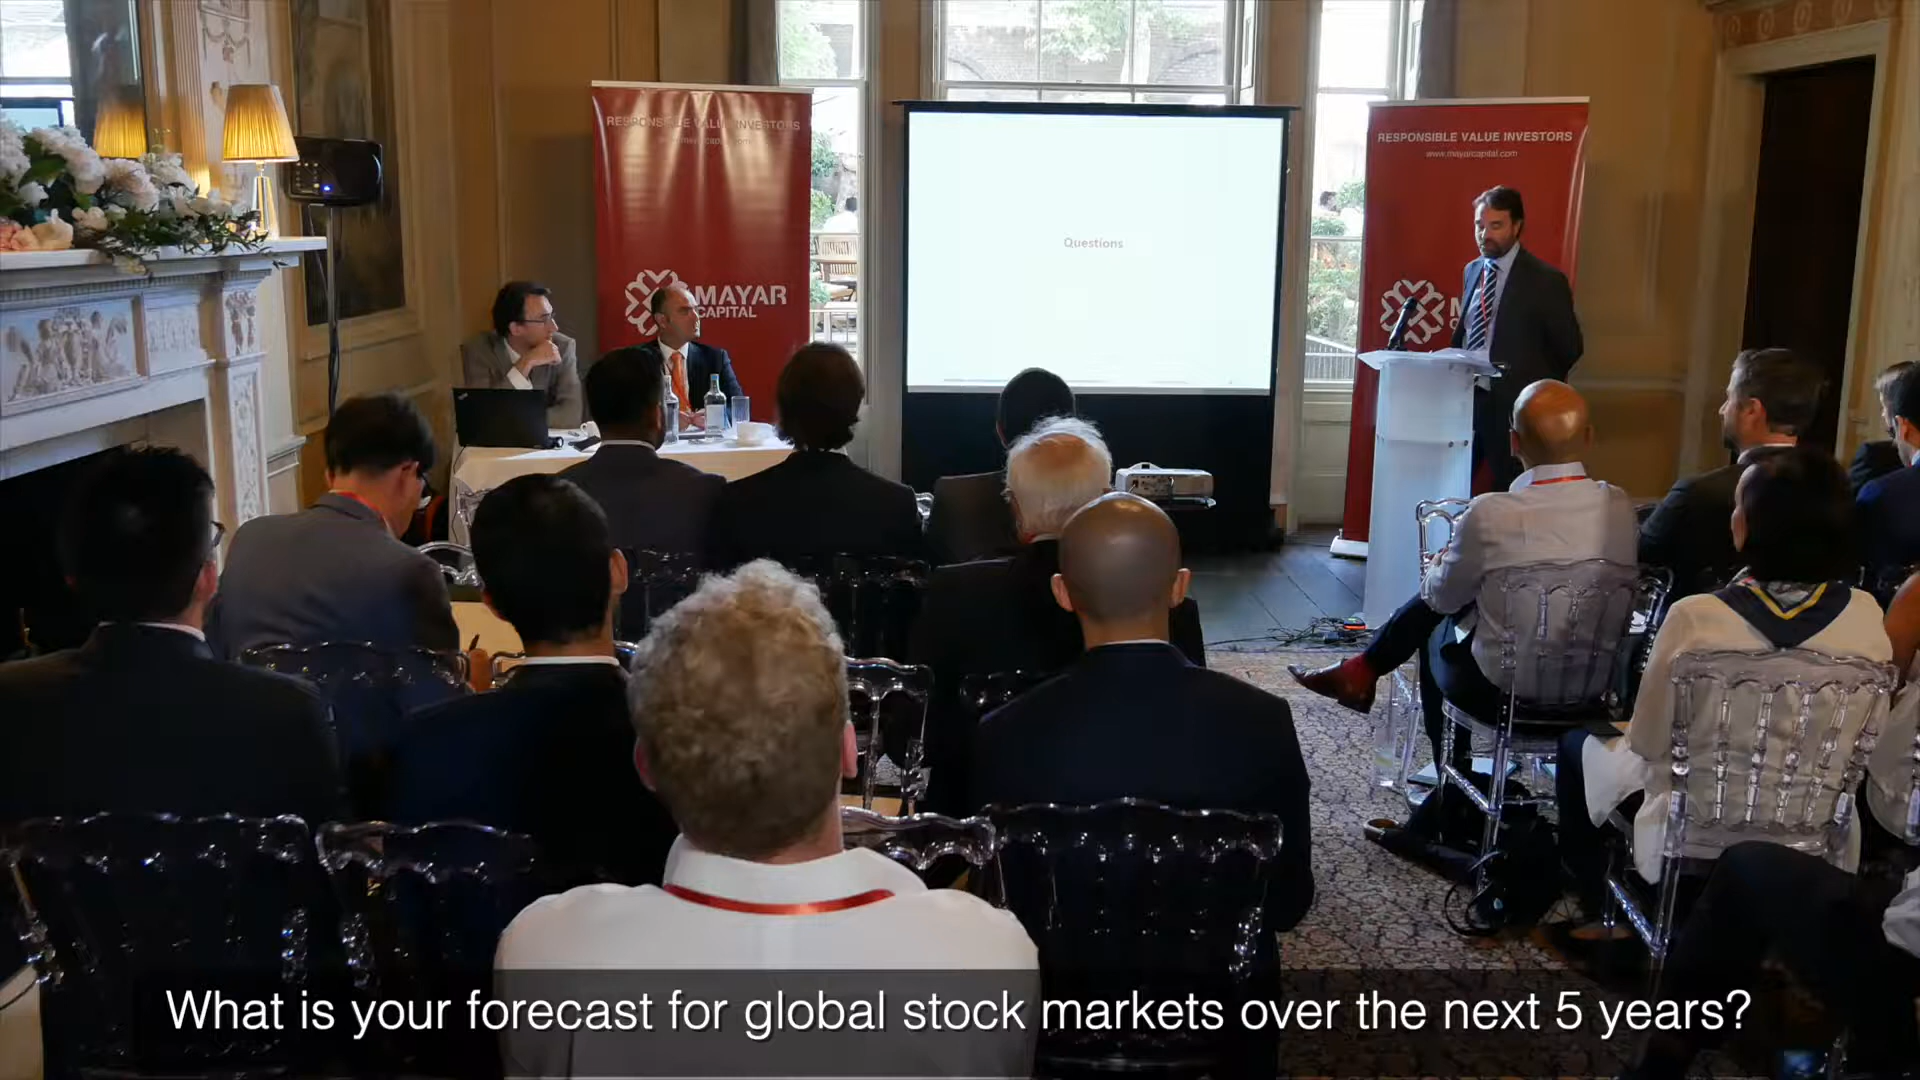 RESPONSIBLE VALUE INVESTORS
MAYAR
CAPITAL
Questions
RESPONSIBLE VALUE INVESTORS
www.mayarcapital.com
What is your forecast for global stock markets over the next 5 years?